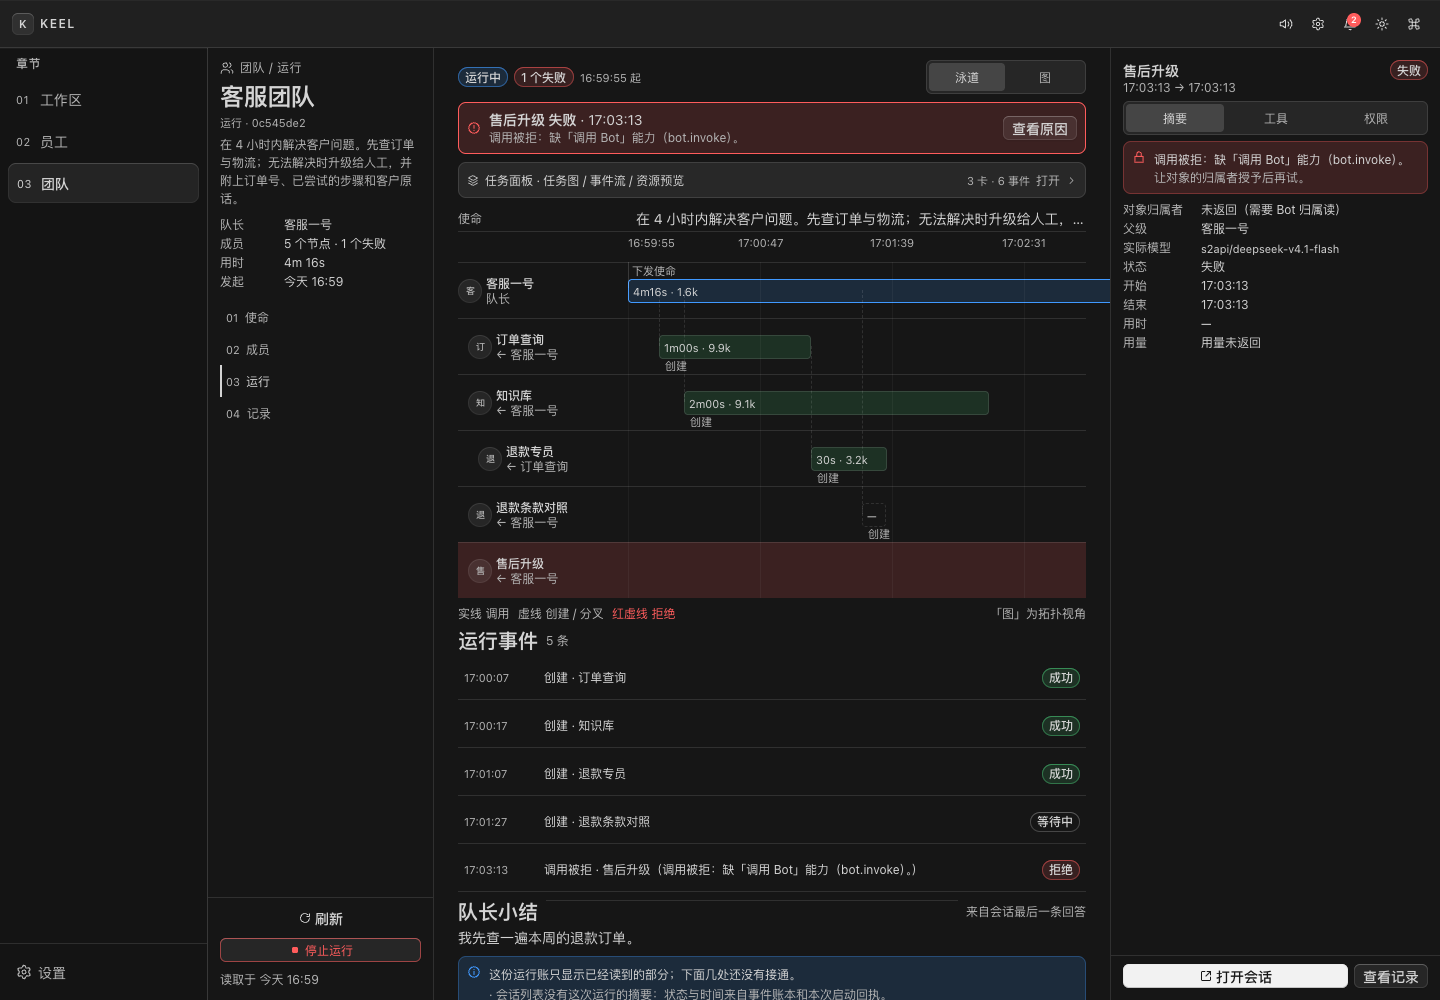 K KEEL
2
章节
01 工作区
02 员工
03 团队
设置
团队 / 运行
客服团队
运行 · 0c545de2
在 4 小时内解决客户问题。先查订单
与物流；无法解决时升级给人工，并
附上订单号、已尝试的步骤和客户原
话。
队长 客服一号
成员 5 个节点 · 1 个失败
用时 4m 16s
发起 今天 16:59
01 使命
02 成员
03 运行
04 记录
刷新
停止运行
读取于 今天 16:59
运行中 1 个失败 16:59:55 起
泳道 图
售后升级 失败 · 17:03:13
调用被拒：缺「调用 Bot」能力（bot.invoke）。
查看原因
任务面板 · 任务图 / 事件流 / 资源预览
3 卡 · 6 事件 打开
使命 在 4 小时内解决客户问题。先查订单与物流；无法解决时升级给人工，...
16:59:55 17:00:47 17:01:39 17:02:31
下发使命
客 客服一号
队长
4m16s · 1.6k
订 订单查询
← 客服一号
1m00s · 9.9k
创建
知 知识库
← 客服一号
2m00s · 9.1k
创建
退 退款专员
← 订单查询
30s · 3.2k
创建
退 退款条款对照
← 客服一号
—
创建
售 售后升级
← 客服一号
实线 调用 虚线 创建 / 分叉 红虚线 拒绝
「图」为拓扑视角
运行事件 5 条
17:00:07 创建 · 订单查询 成功
17:00:17 创建 · 知识库 成功
17:01:07 创建 · 退款专员 成功
17:01:27 创建 · 退款条款对照 等待中
17:03:13 调用被拒 · 售后升级（调用被拒：缺「调用 Bot」能力（bot.invoke）。） 拒绝
队长小结 来自会话最后一条回答
我先查一遍本周的退款订单。
这份运行账只显示已经读到的部分；下面几处还没有接通。
· 会话列表没有这次运行的摘要：状态与时间来自事件账本和本次启动回执。
售后升级 失败
17:03:13 → 17:03:13
摘要 工具 权限
调用被拒：缺「调用 Bot」能力（bot.invoke）。
让对象的归属者授予后再试。
对象归属者 未返回（需要 Bot 归属读）
父级 客服一号
实际模型 s2api/deepseek-v4.1-flash
状态 失败
开始 17:03:13
结束 17:03:13
用时 —
用量 用量未返回
打开会话 查看记录